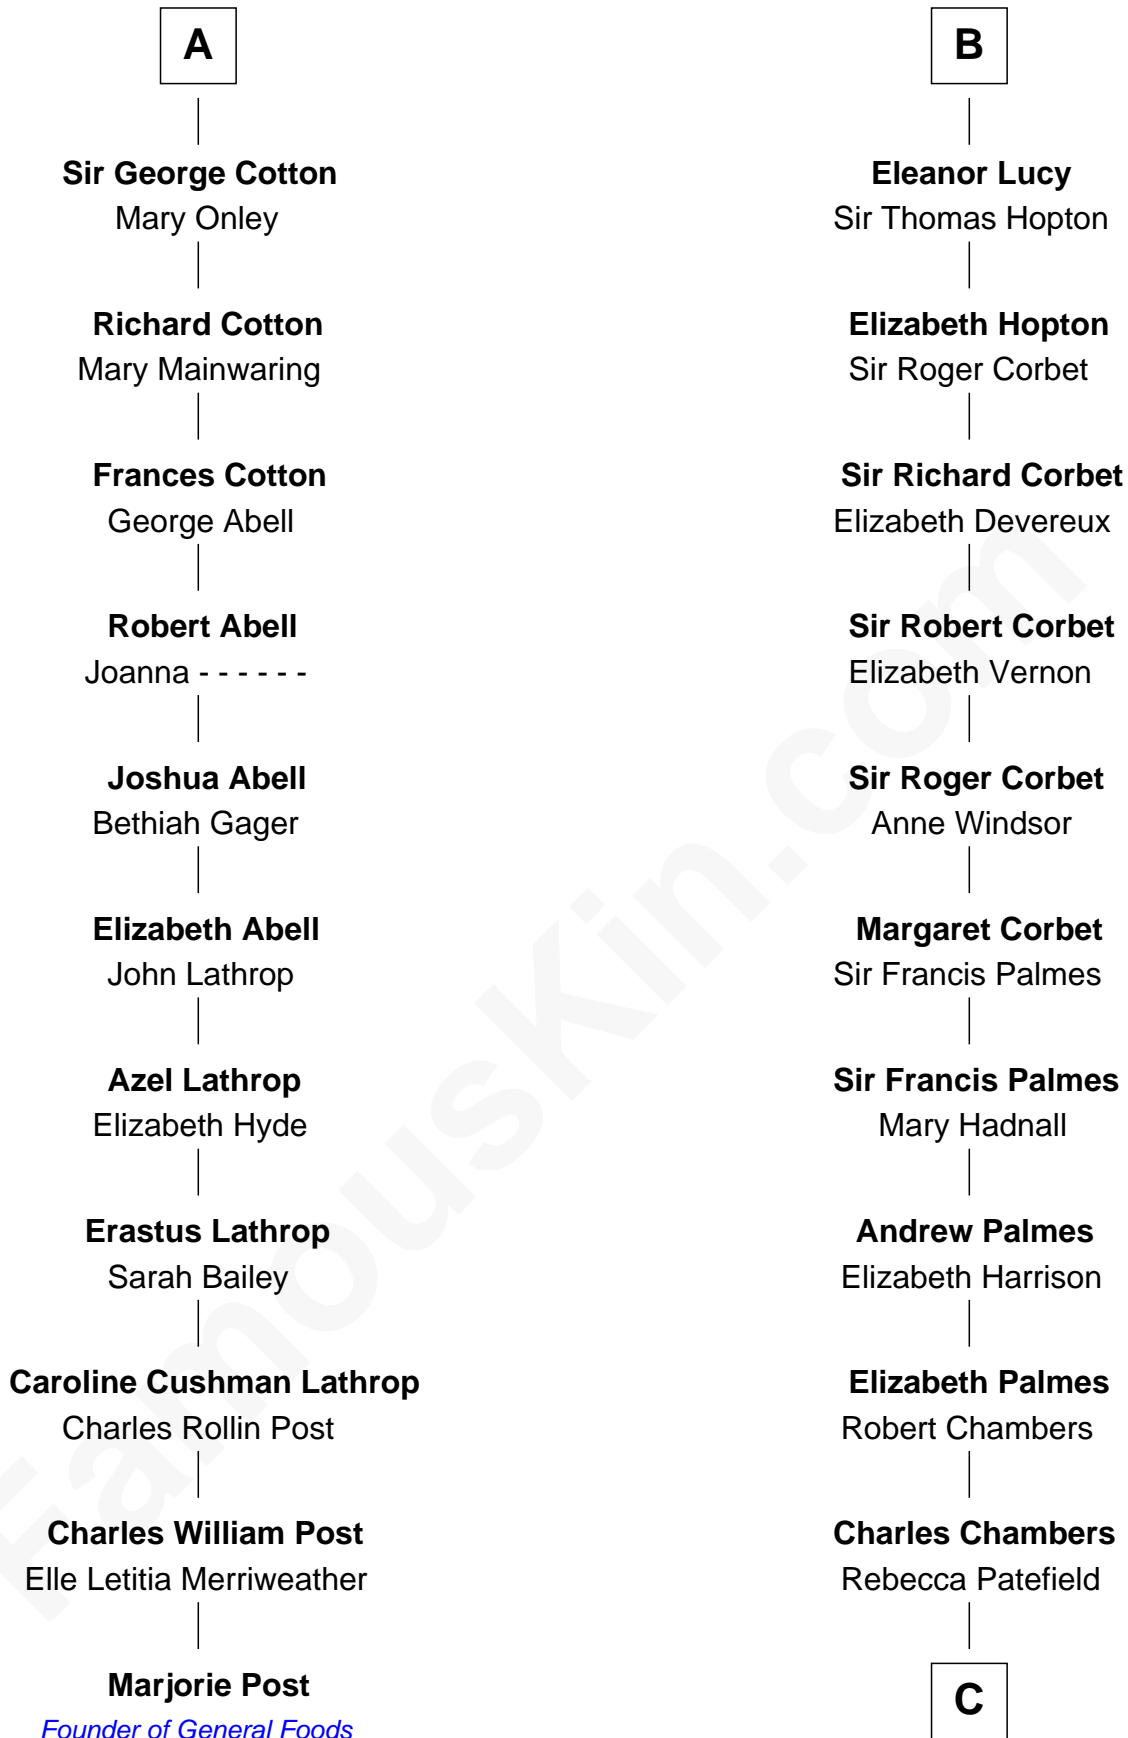 A
Sir George Cotton
Mary Onley
Richard Cotton
Mary Mainwaring
Frances Cotton
George Abell
Robert Abell
Joanna - - - - - -
Joshua Abell
Bethiah Gager
Elizabeth Abell
John Lathrop
Azel Lathrop
Elizabeth Hyde
Erastus Lathrop
Sarah Bailey
Caroline Cushman Lathrop
Charles Rollin Post
Charles William Post
Elle Letitia Merriweather
Marjorie Post
Founder of General Foods
B
Eleanor Lucy
Sir Thomas Hopton
Elizabeth Hopton
Sir Roger Corbet
Sir Richard Corbet
Elizabeth Devereux
Sir Robert Corbet
Elizabeth Vernon
Sir Roger Corbet
Anne Windsor
Margaret Corbet
Sir Francis Palmes
Sir Francis Palmes
Mary Hadnall
Andrew Palmes
Elizabeth Harrison
Elizabeth Palmes
Robert Chambers
Charles Chambers
Rebecca Patefield
C
FamousKin.com